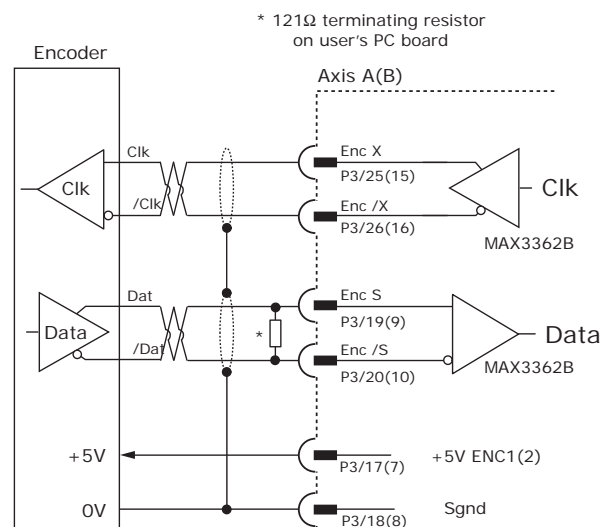 * 121Ω terminating resistor
on user's PC board
Encoder
Axis A(B)
Clk
Enc X
Clk
P3/25(15)
Clk
/Clk
Enc /X
P3/26(16)
MAX3362B
Dat
Enc S
Data
*
P3/19(9)
Data
/Dat
Enc /S
P3/20(10)
MAX3362B
+5V
P3/17(7)
+5V ENC1(2)
0V
P3/18(8)
Sgnd